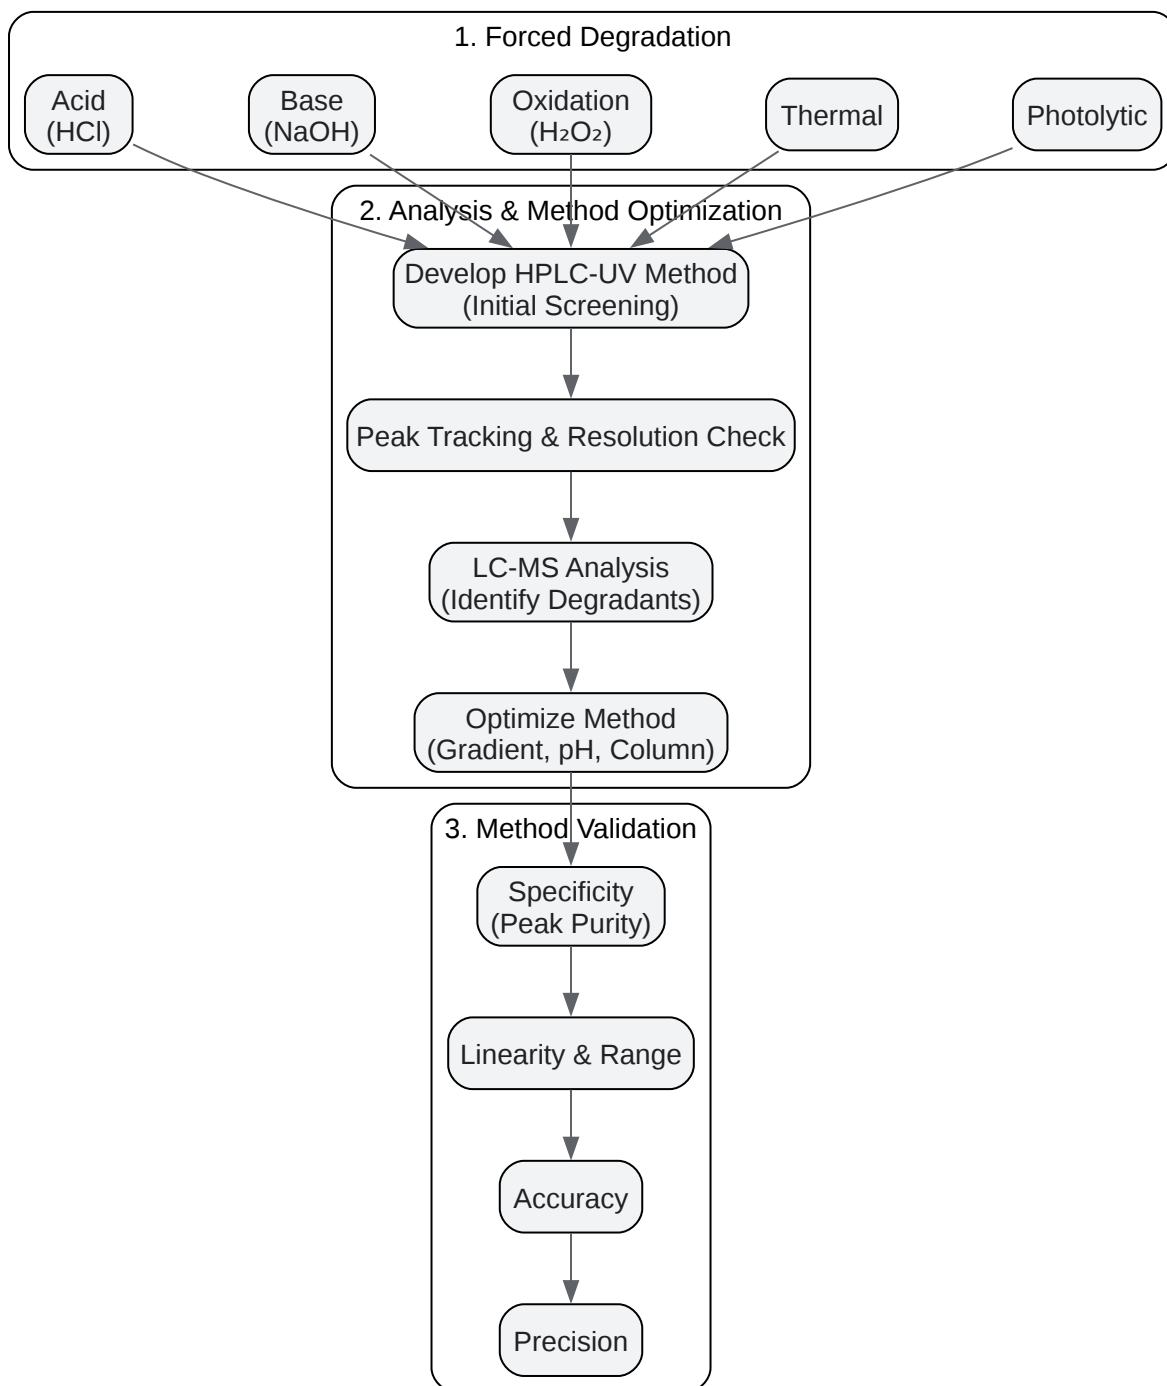 1. Forced Degradation
Acid
(HCl)
Base
(NaOH)
Oxidation
(H₂O₂)
Thermal
Photolytic
2. Analysis & Method Optimization
Develop HPLC-UV Method
(Initial Screening)
Peak Tracking & Resolution Check
LC-MS Analysis
(Identify Degradants)
Optimize Method
(Gradient, pH, Column)
3. Method Validation
Specificity
(Peak Purity)
Linearity & Range
Accuracy
Precision